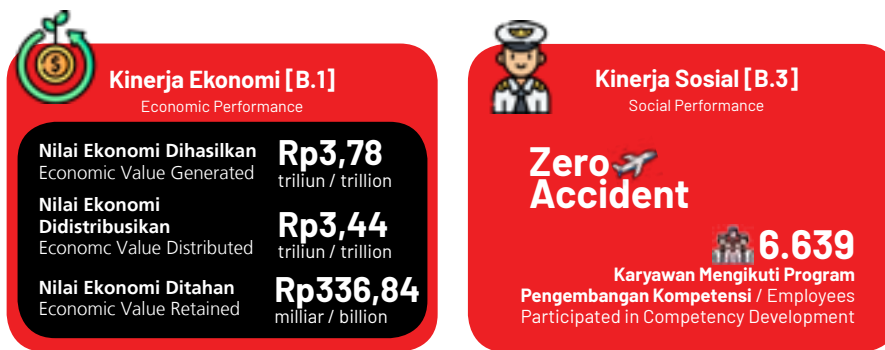 Kinerja Ekonomi [B.1]
Economic Performance
Nilai Ekonomi Dihasilkan
Economic Value Generated
Rp3,78
triliun / trillion
Nilai Ekonomi
Didistribusikan
Economc Value Distributed
Rp3,44
triliun / trillion
Nilai Ekonomi Ditahan
Economic Value Retained
Rp336,84
milliar / billion
Kinerja Sosial [B.3]
Social Performance
Zero
Accident
6.639
Karyawan Mengikuti Program
Pengembangan Kompetensi / Employees
Participated in Competency Development